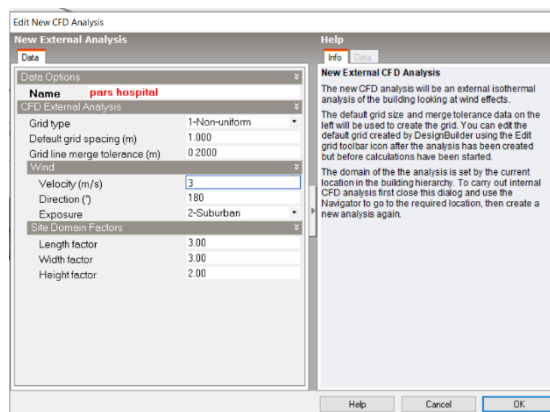 Edit New CFD Analysis
New External Analysis
Help
Data
Info Data
Data Options
Name pars hospital
CFD External Analysis
Grid type 1-Non-uniform
Default grid spacing (m) 1.000
Grid line merge tolerance (m) 0.2000
Wind
Velocity (m/s) 3
Direction (°) 180
Exposure 2-Suburban
Site Domain Factors
Length factor 3.00
Width factor 3.00
Height factor 2.00
New External CFD Analysis
The new CFD analysis will be an external isothermal
analysis of the building looking at wind effects.
The default grid size and merge tolerance data on the
left will be used to create the grid. You can edit the
default grid created by DesignBuilder using the Edit
grid toolbar icon after the analysis has been created
but before calculations have been started.
The domain of the the analysis is set by the current
location in the building hierarchy. To carry out internal
CFD analysis first close this dialog and use the
Navigator to go to the required location, then create a
new analysis again.
Help Cancel OK